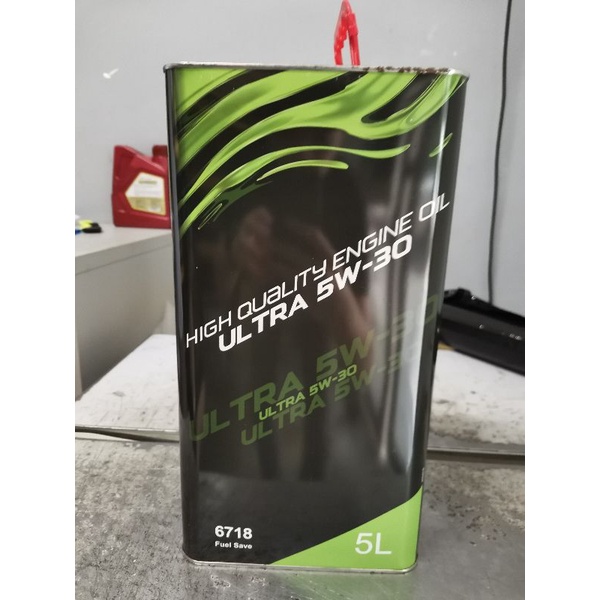 HIGH QUALITY ENGINE OIL
ULTRA 5W-30
ULTRA 5W-30
ULTRA 5W-30
ULTRA 5W-30
6718
Fuel Save
5L